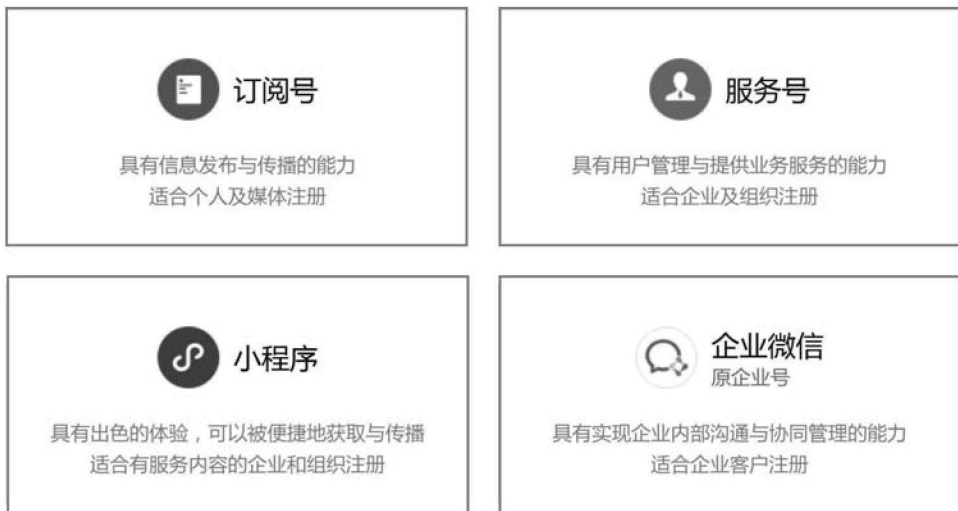 订阅号
具有信息发布与传播的能力
适合个人及媒体注册
服务号
具有用户管理与提供业务服务的能力
适合企业及组织注册
小程序
具有出色的体验，可以被便捷地获取与传播
适合有服务内容的企业和组织注册
企业微信
原企业号
具有实现企业内部沟通与协同管理的能力
适合企业客户注册